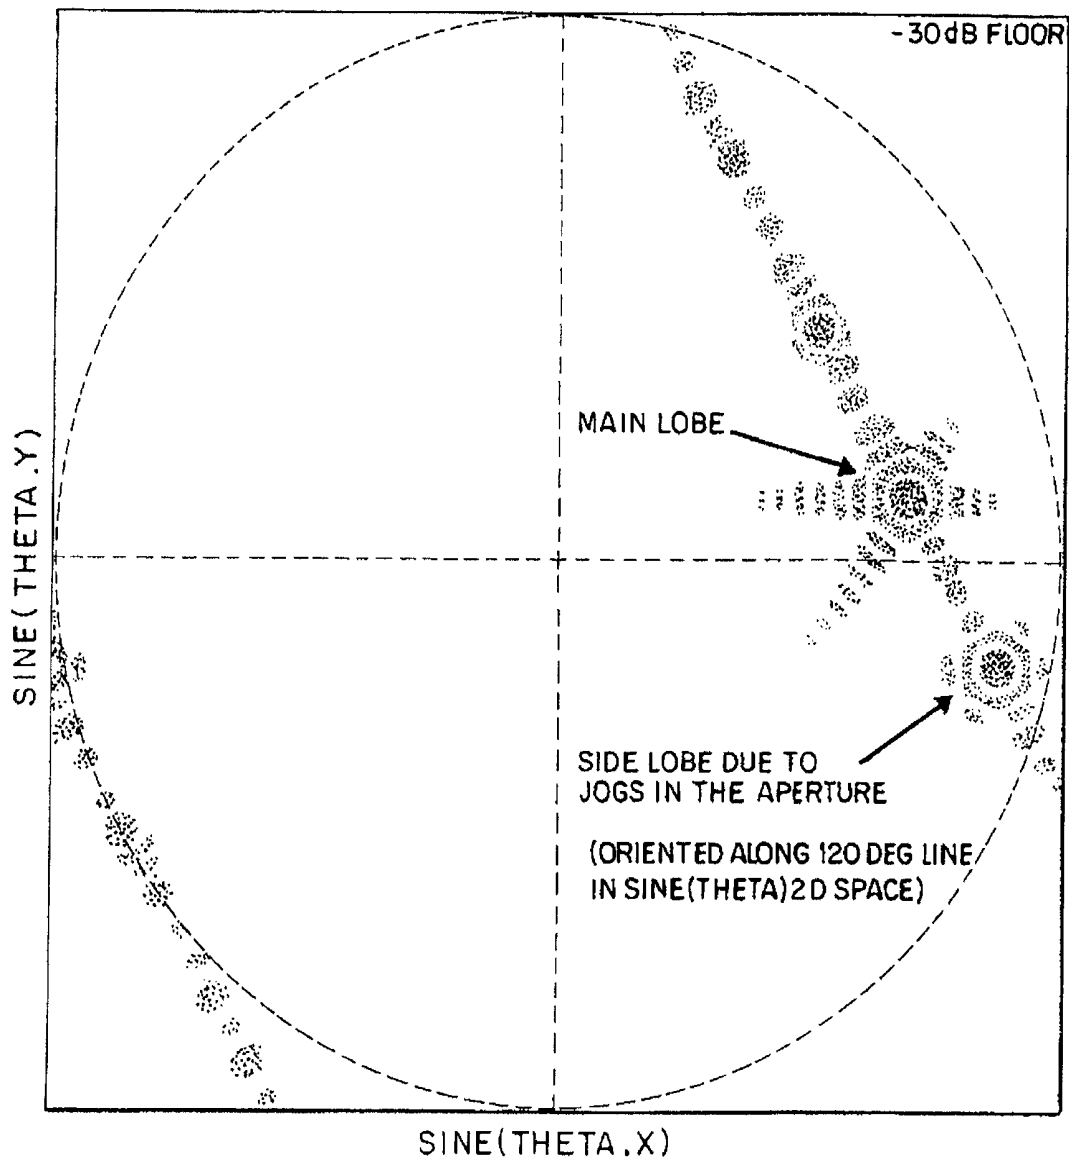 -30dB FLOOR
MAIN LOBE
SINE(THETA.Y)
SIDE LOBE DUE TO
JOGS IN THE APERTURE
(ORIENTED ALONG 120 DEG LINE
IN SINE(THETA)2D SPACE)
SINE(THETA.X)